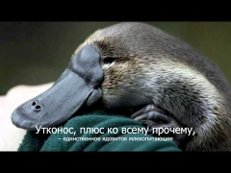 Утконос, плюс ко всему прочему,
– единственное ядовитое млекопитающее